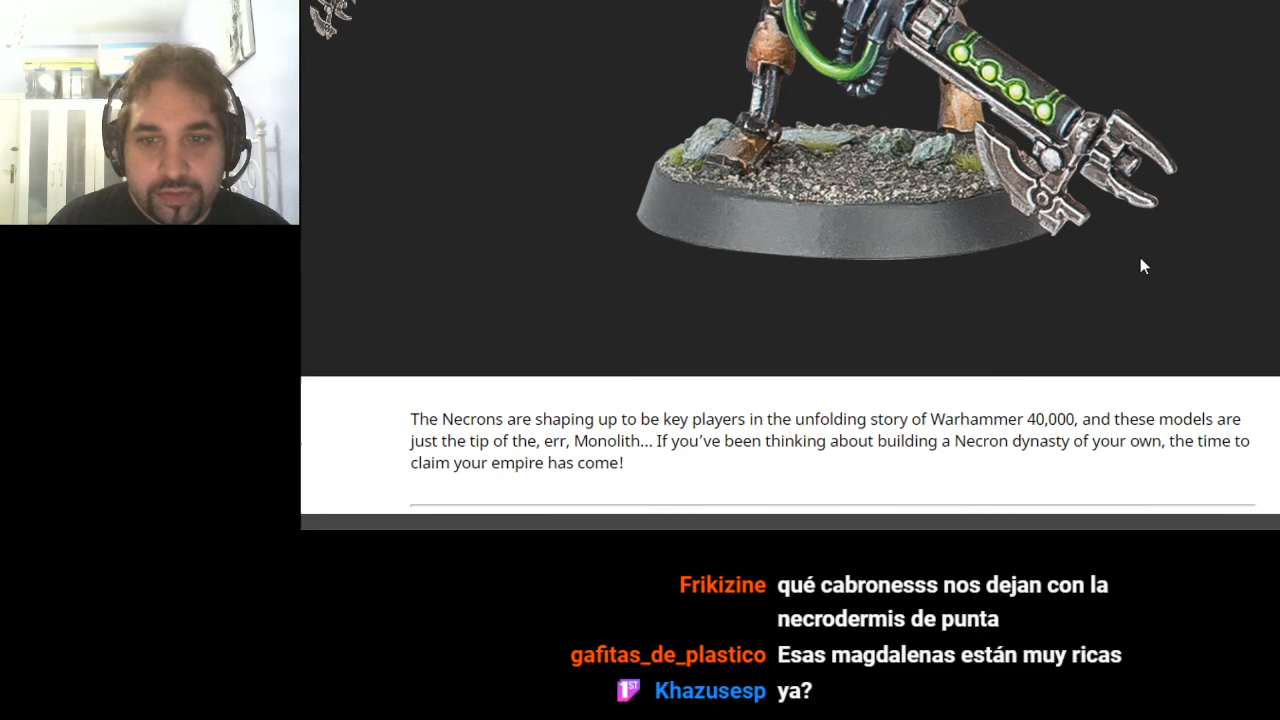 The Necrons are shaping up to be key players in the unfolding story of Warhammer 40,000, and these models are
just the tip of the, err, Monolith... If you’ve been thinking about building a Necron dynasty of your own, the time to
claim your empire has come!
Frikizine qué cabronesss nos dejan con la
necrodermis de punta
gafitas_de_plastico Esas magdalenas están muy ricas
1ST Khazusesp ya?